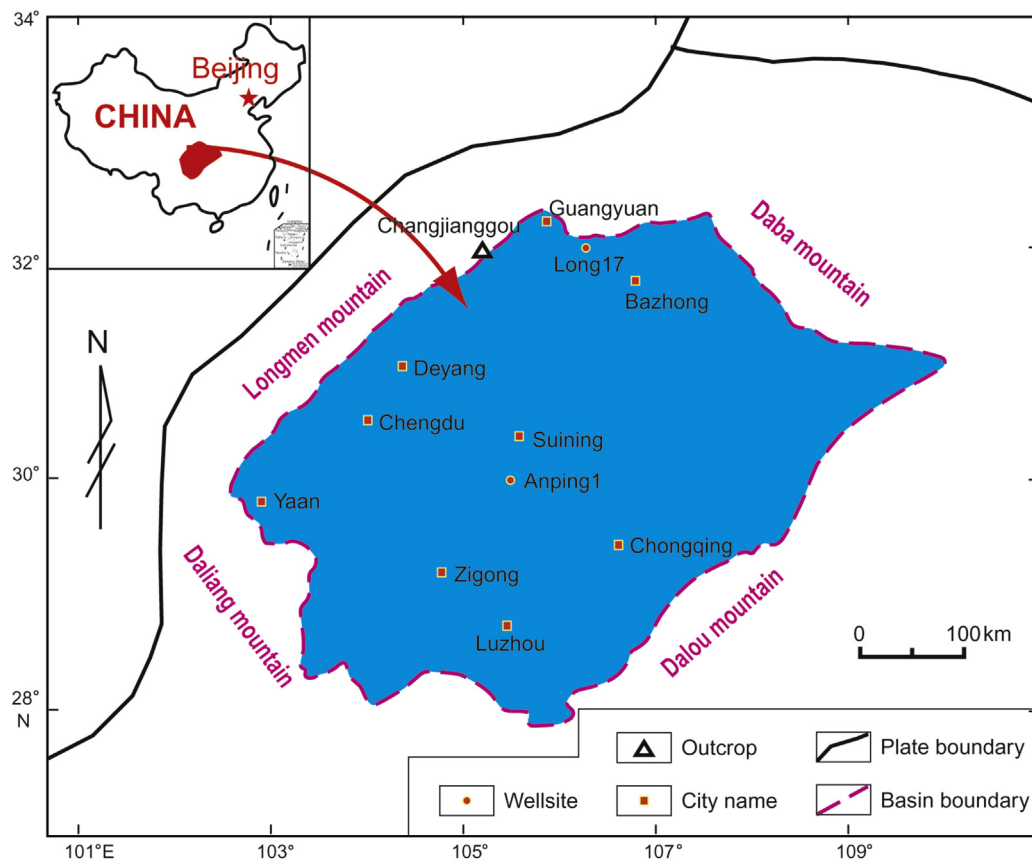 34°
Beijing
CHINA
Guangyuan
Changjianggou
Daba mountain
32°
Long17
Bazhong
Longmen mountain
N
Deyang
Chengdu
Suining
30°
Anping1
Yaan
Chongqing
Daliang mountain
Zigong
Dalou mountain
0 100 km
Luzhou
28°
N
Outcrop
Plate boundary
Wellsite
City name
Basin boundary
101°E 103° 105° 107° 109°